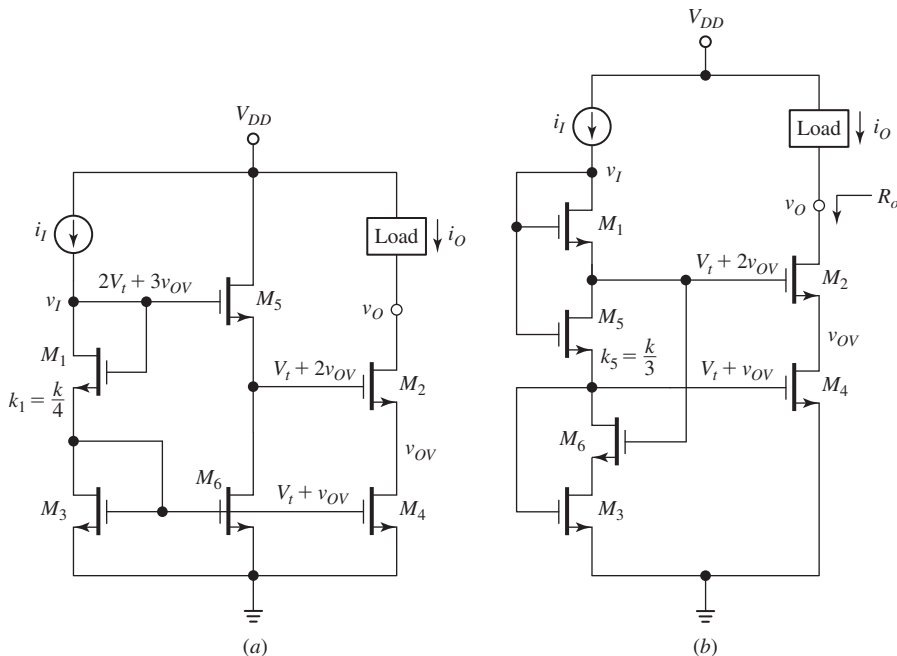 V_DD
i_I
Load
i_O
2V_t + 3v_OV
v_I
M_5
v_O
M_1
k_1 = k/4
V_t + 2v_OV
M_2
v_OV
M_6
V_t + v_OV
M_3
M_4
(a)
V_DD
i_I
Load
i_O
v_I
v_O
R_o
M_1
V_t + 2v_OV
M_2
M_5
k_5 = k/3
v_OV
V_t + v_OV
M_4
M_6
M_3
(b)